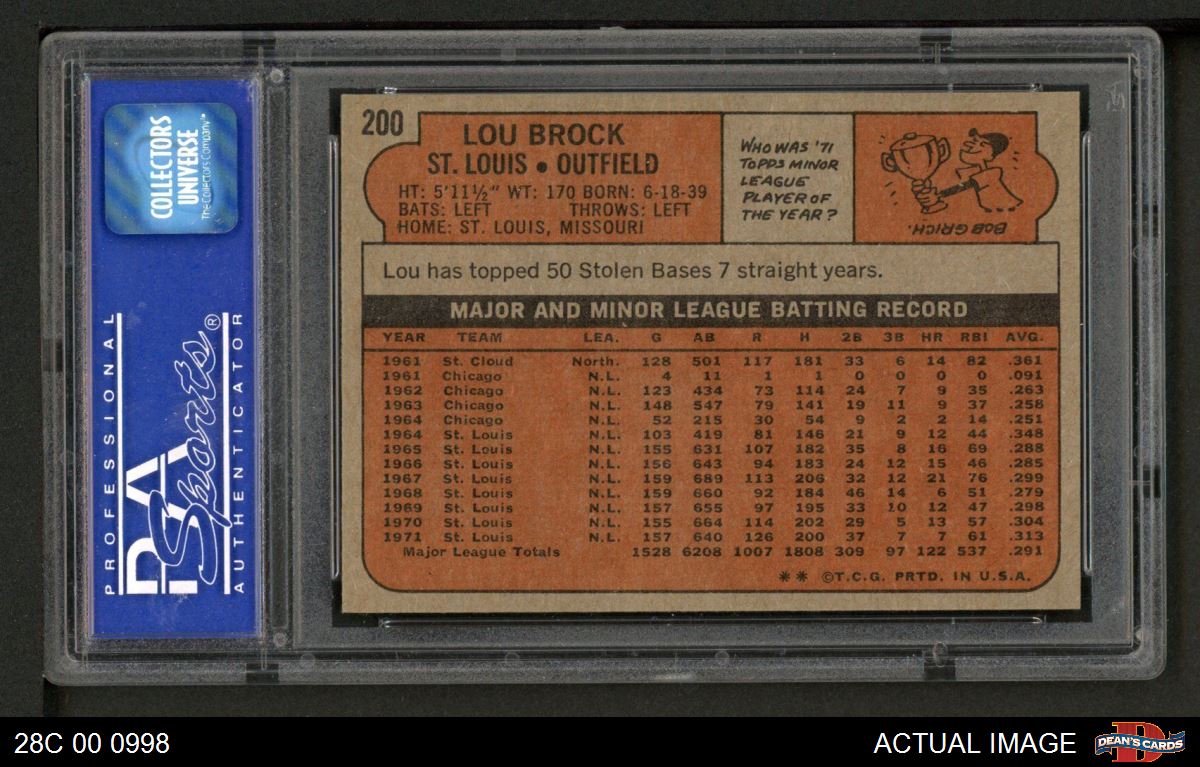 COLLECTORS
UNIVERSE
The Collectors Company™
PROFESSIONAL
PSA
Sports®
AUTHENTICATOR
200
LOU BROCK
ST. LOUIS • OUTFIELD
HT: 5'11½" WT: 170 BORN: 6-18-39
BATS: LEFT THROWS: LEFT
HOME: ST. LOUIS, MISSOURI
WHO WAS '71
TOPPS MINOR
LEAGUE
PLAYER OF
THE YEAR?
BOB GRICH.
Lou has topped 50 Stolen Bases 7 straight years.
MAJOR AND MINOR LEAGUE BATTING RECORD
YEAR TEAM LEA. G AB R H 2B 3B HR RBI AVG.
1961 St. Cloud North. 128 501 117 181 33 6 14 82 .361
1961 Chicago N.L. 4 11 1 1 0 0 0 0 .091
1962 Chicago N.L. 123 434 73 114 24 7 9 35 .263
1963 Chicago N.L. 148 547 79 141 19 11 9 37 .258
1964 Chicago N.L. 52 215 30 54 9 2 2 14 .251
1964 St. Louis N.L. 103 419 81 146 21 9 12 44 .348
1965 St. Louis N.L. 155 631 107 182 35 8 16 69 .288
1966 St. Louis N.L. 156 643 94 183 24 12 15 46 .285
1967 St. Louis N.L. 159 689 113 206 32 12 21 76 .299
1968 St. Louis N.L. 159 660 92 184 46 14 6 51 .279
1969 St. Louis N.L. 157 655 97 195 33 10 12 47 .298
1970 St. Louis N.L. 155 664 114 202 29 5 13 57 .304
1971 St. Louis N.L. 157 640 126 200 37 7 7 61 .313
Major League Totals 1528 6208 1007 1808 309 97 122 537 .291
** ©T.C.G. PRTD. IN U.S.A.
28C 00 0998
ACTUAL IMAGE
D
DEAN'S CARDS